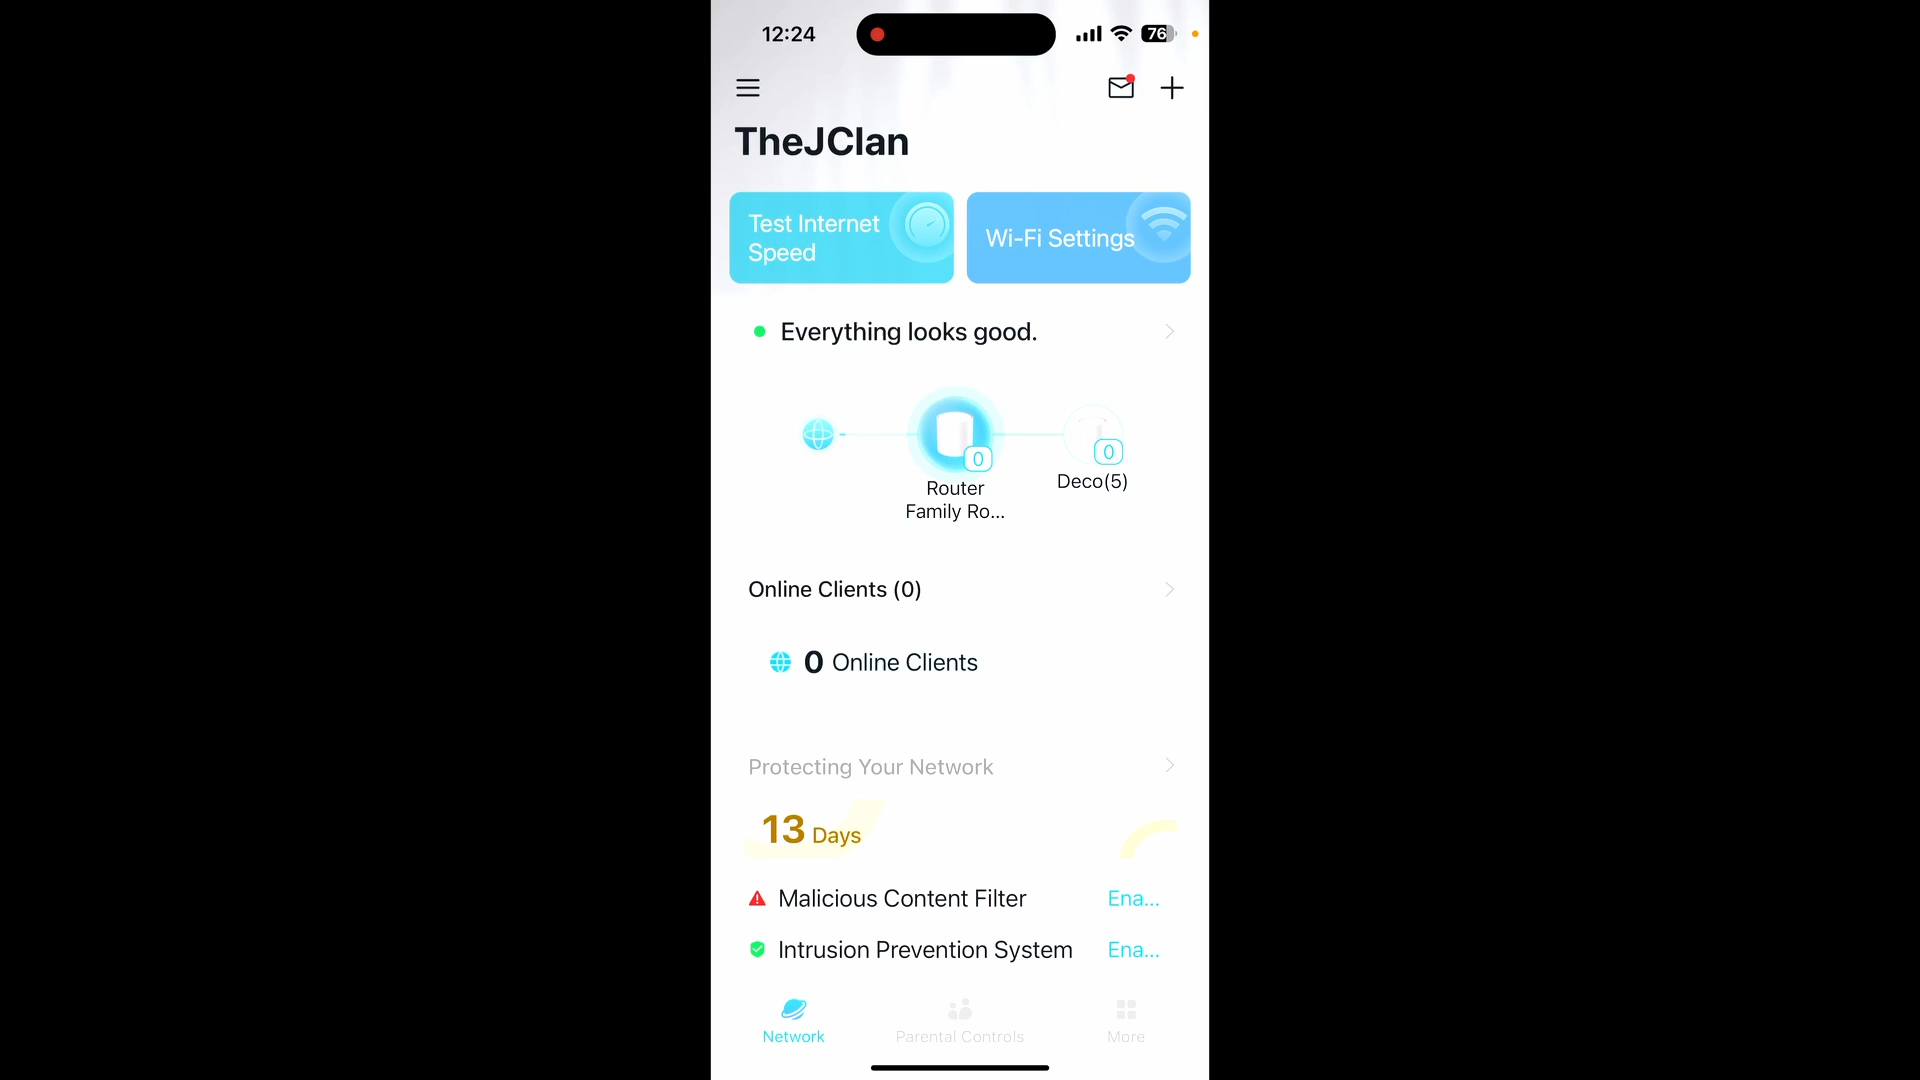 12:24
76
TheJClan
Test Internet
Speed
Wi-Fi Settings
Everything looks good.
0
0
Router
Family Ro...
Deco(5)
Online Clients (0)
0 Online Clients
Protecting Your Network
13 Days
Malicious Content Filter
Ena...
Intrusion Prevention System
Ena...
Network
Parental Controls
More